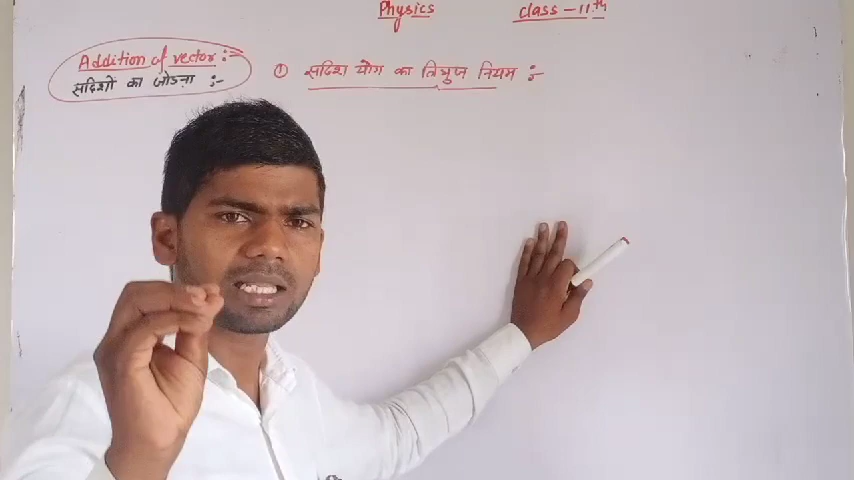 Physics Class-11th
Addition of vector:-
सदिशों का जोड़ना :-
① सदिश योग का त्रिभुज नियम :-